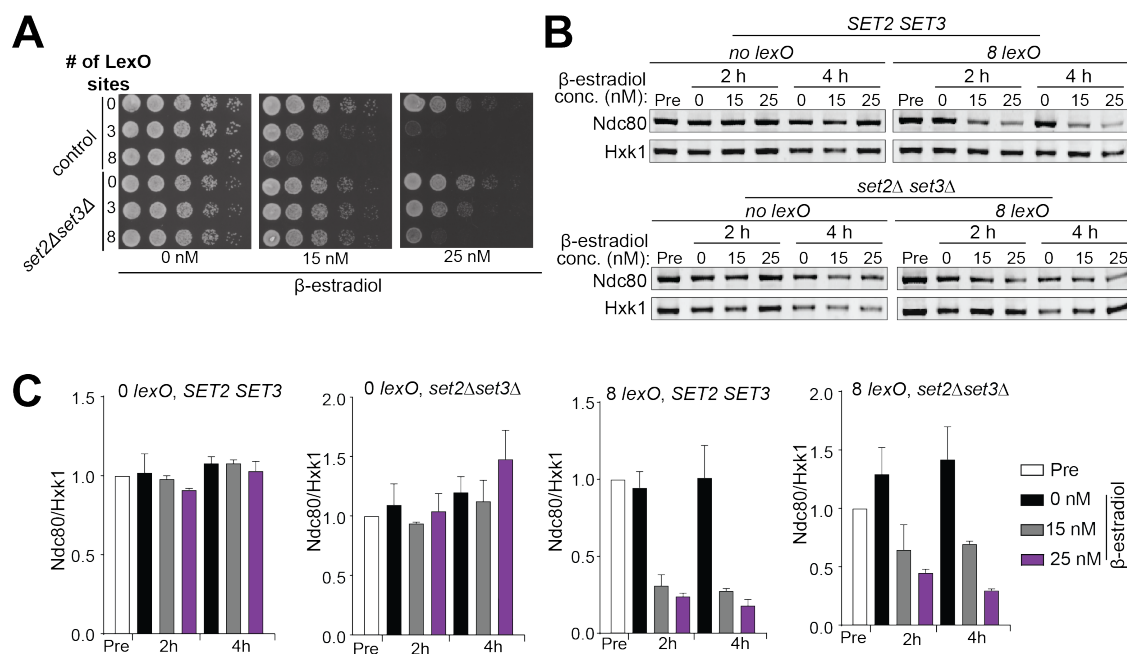 A
# of LexO
sites
control
0
3
8
set2Δset3Δ
0
3
8
0 nM
15 nM
25 nM
β-estradiol
B
SET2 SET3
no lexO
8 lexO
β-estradiol
conc. (nM):
2 h
4 h
2 h
4 h
Pre 0 15 25 0 15 25
Pre 0 15 25 0 15 25
Ndc80
Hxk1
set2Δ set3Δ
no lexO
8 lexO
β-estradiol
conc. (nM):
2 h
4 h
2 h
4 h
Pre 0 15 25 0 15 25
Pre 0 15 25 0 15 25
Ndc80
Hxk1
C
0 lexO, SET2 SET3
Ndc80/Hxk1
1.5
1.0
0.5
0.0
Pre 2h 4h
0 lexO, set2Δset3Δ
Ndc80/Hxk1
2.0
1.5
1.0
0.5
0.0
Pre 2h 4h
8 lexO, SET2 SET3
Ndc80/Hxk1
1.5
1.0
0.5
0.0
Pre 2h 4h
8 lexO, set2Δset3Δ
Ndc80/Hxk1
2.0
1.5
1.0
0.5
0.0
Pre 2h 4h
Pre
0 nM
15 nM
25 nM
β-estradiol